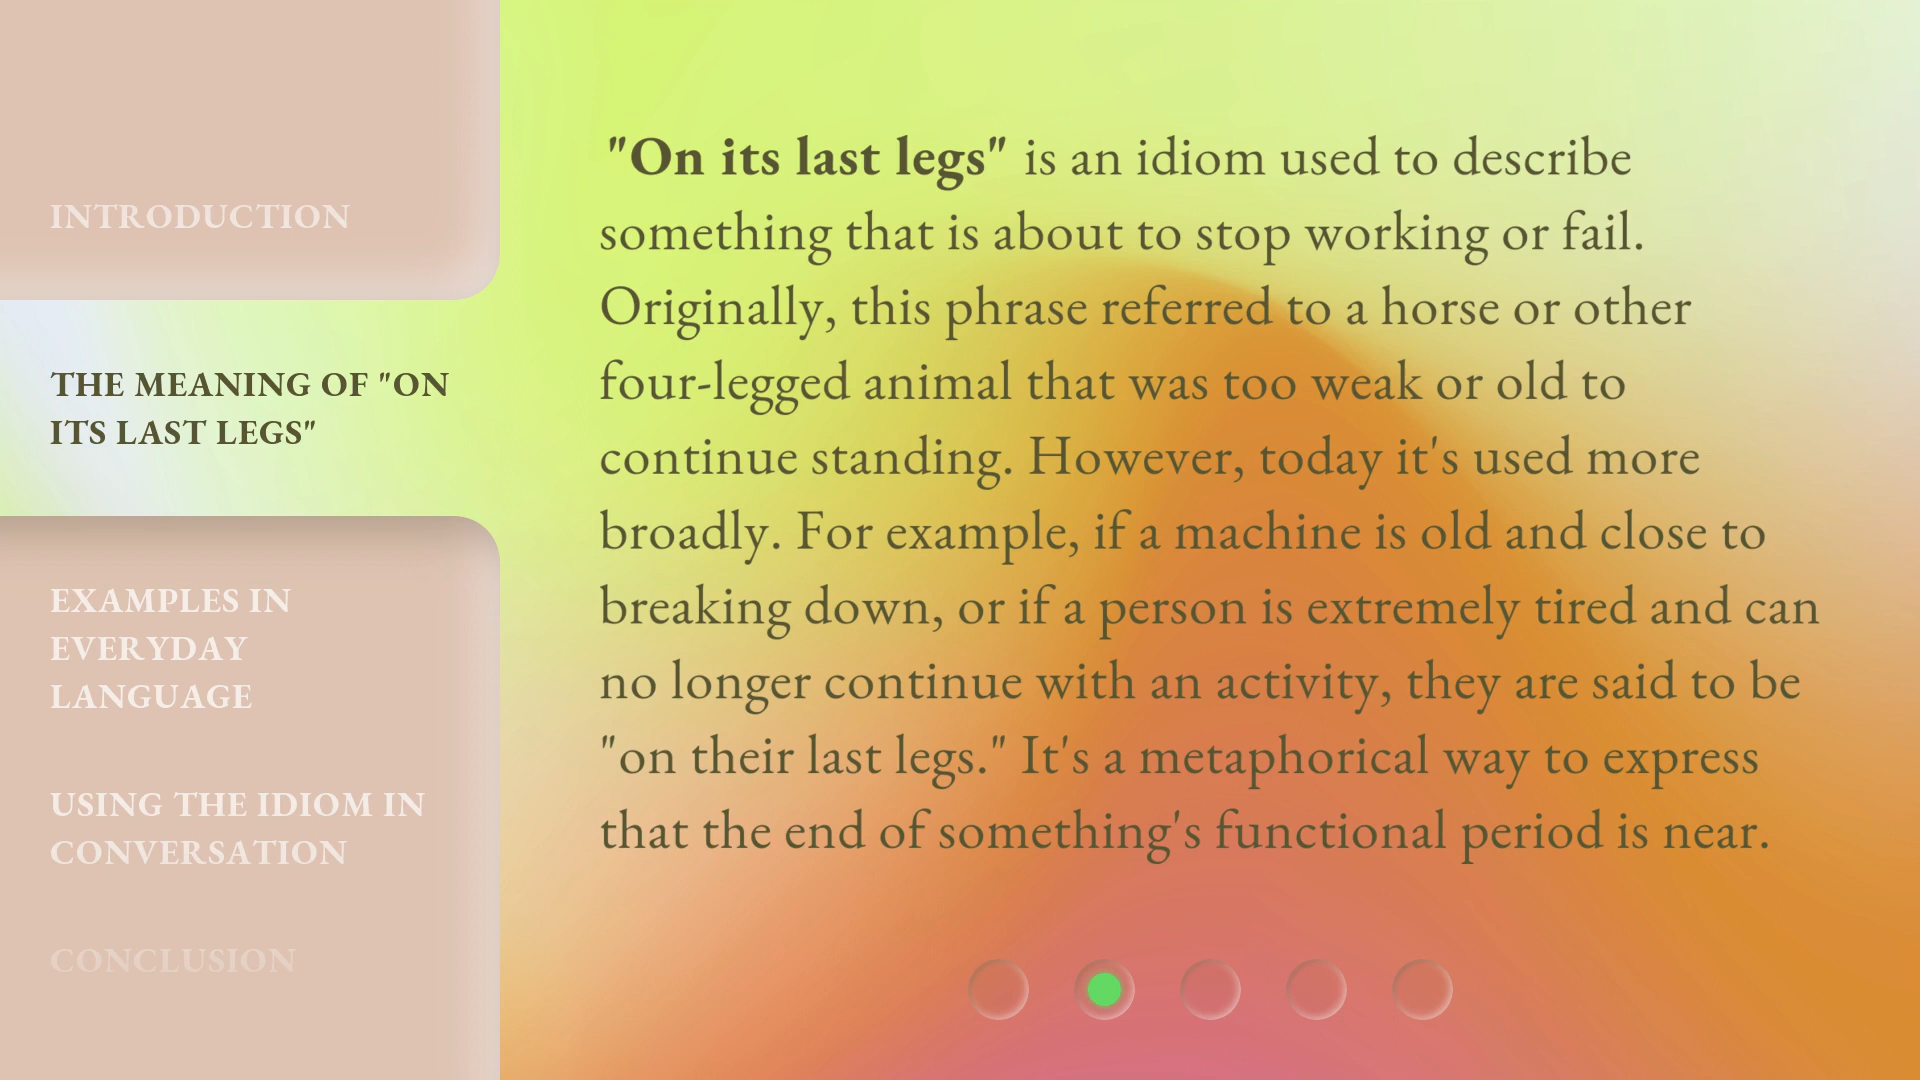 INTRODUCTION
THE MEANING OF "ON
ITS LAST LEGS"
EXAMPLES IN
EVERYDAY
LANGUAGE
USING THE IDIOM IN
CONVERSATION
CONCLUSION
"On its last legs" is an idiom used to describe
something that is about to stop working or fail.
Originally, this phrase referred to a horse or other
four-legged animal that was too weak or old to
continue standing. However, today it's used more
broadly. For example, if a machine is old and close to
breaking down, or if a person is extremely tired and can
no longer continue with an activity, they are said to be
"on their last legs." It's a metaphorical way to express
that the end of something's functional period is near.